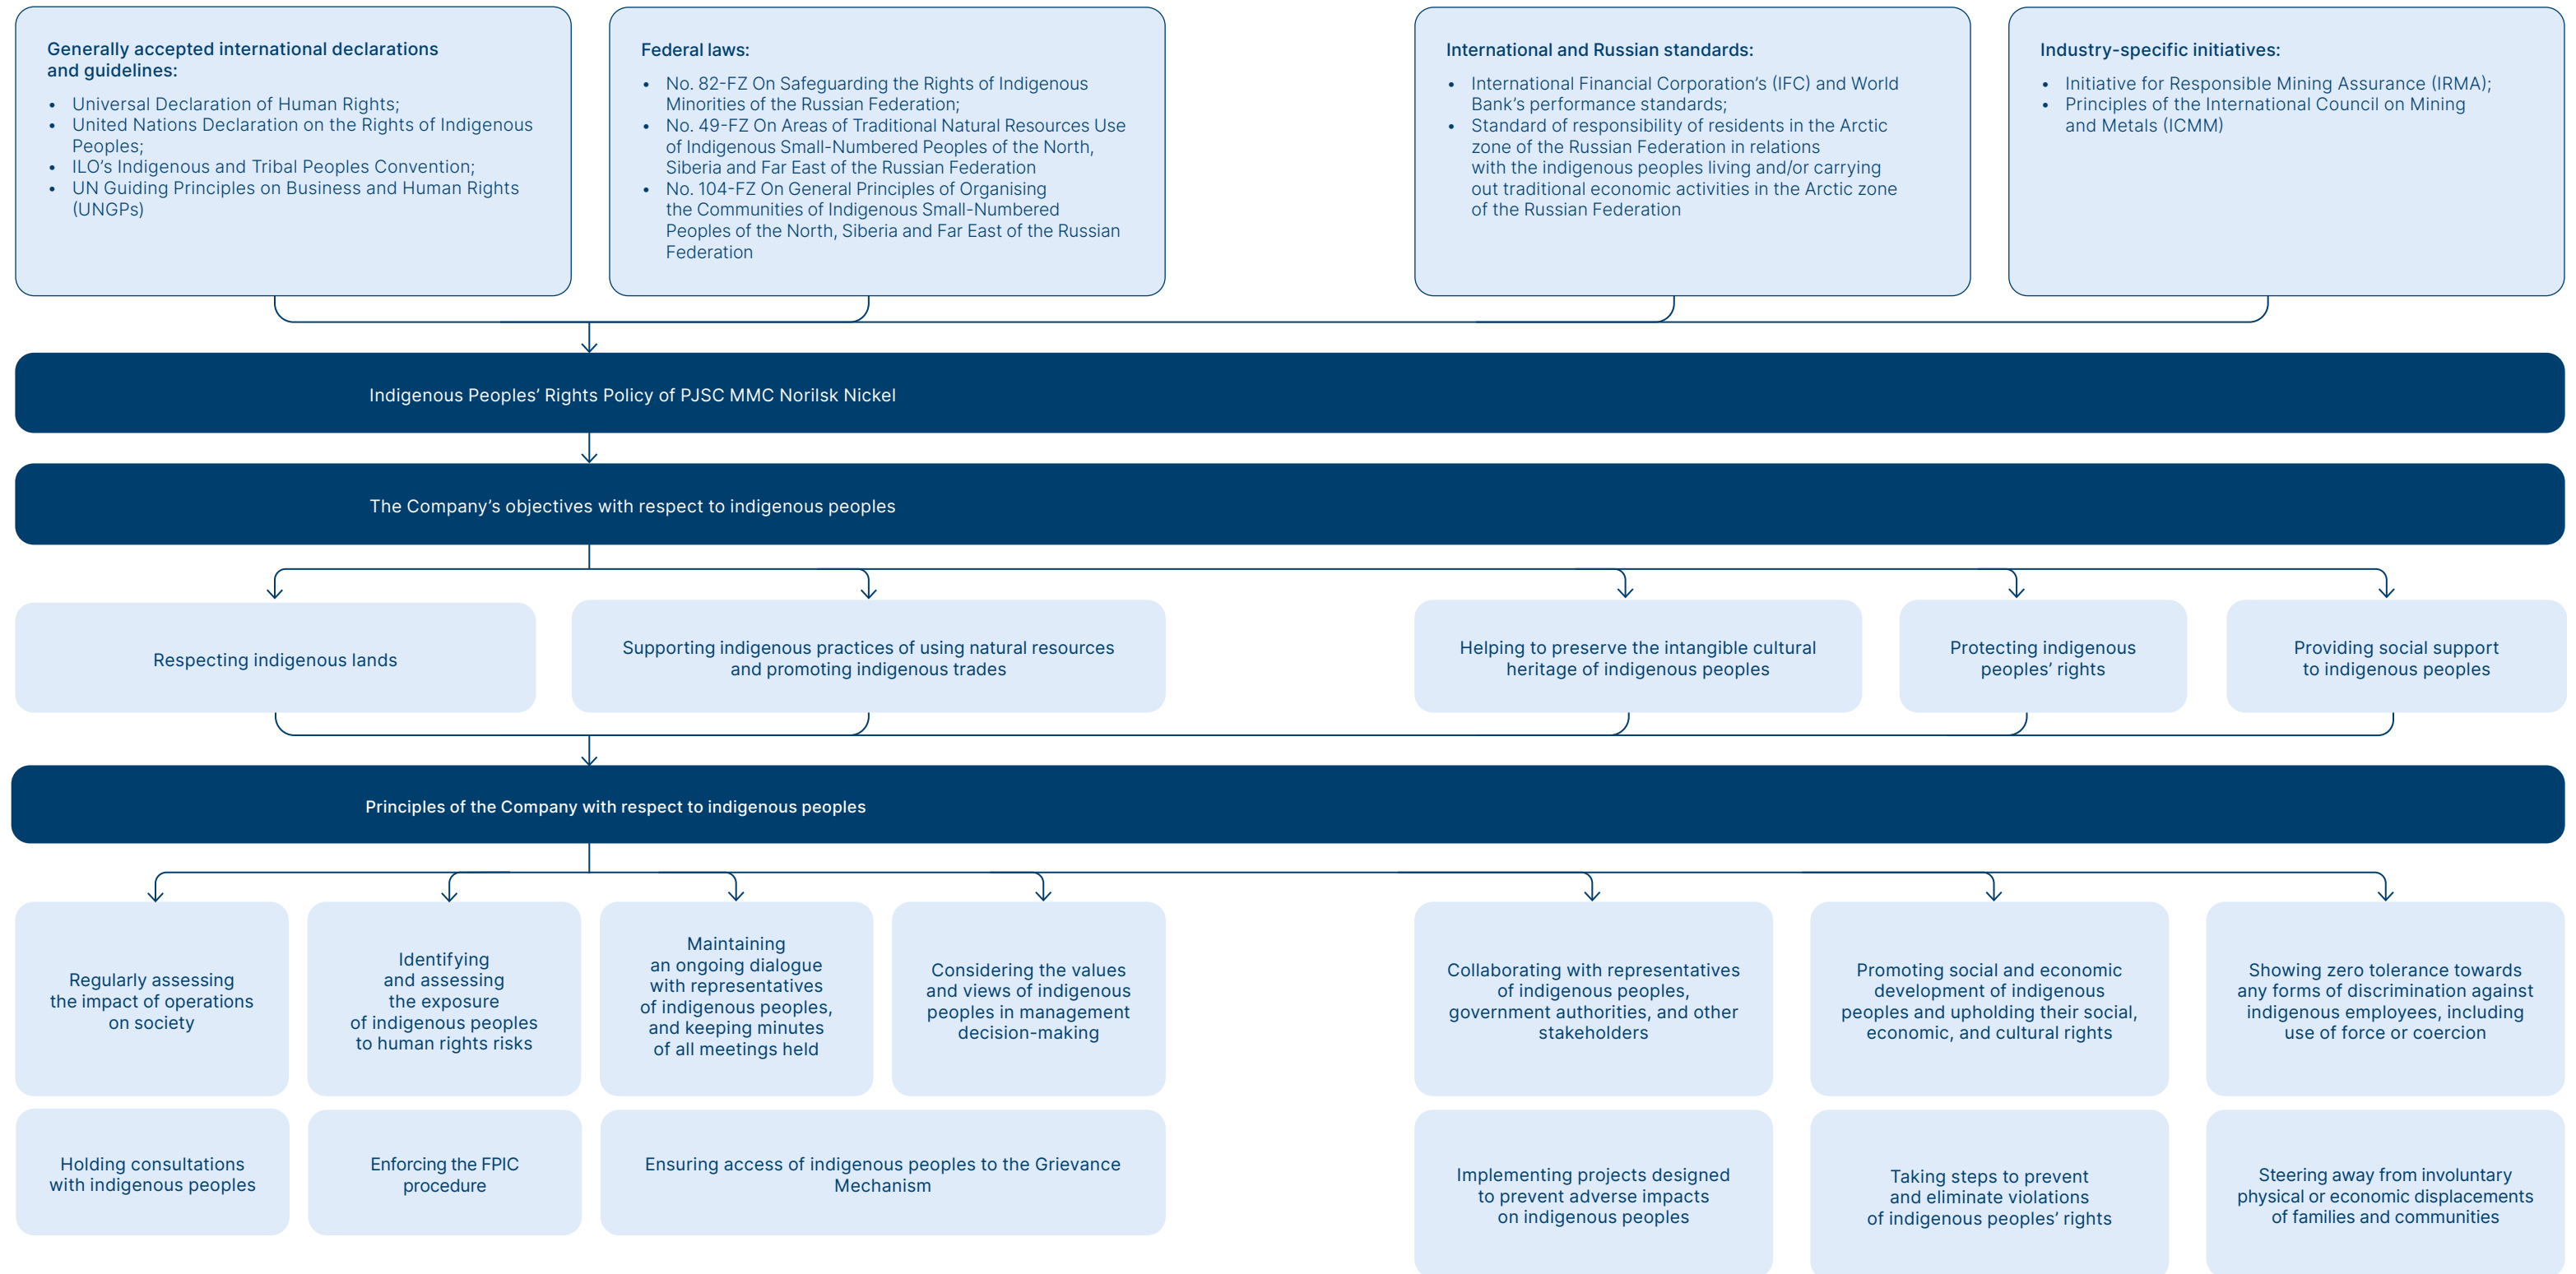 Generally accepted international declarations
and guidelines:
• Universal Declaration of Human Rights;
• United Nations Declaration on the Rights of Indigenous
Peoples;
• ILO’s Indigenous and Tribal Peoples Convention;
• UN Guiding Principles on Business and Human Rights
(UNGPs)
Federal laws:
• No. 82-FZ On Safeguarding the Rights of Indigenous
Minorities of the Russian Federation;
• No. 49-FZ On Areas of Traditional Natural Resources Use
of Indigenous Small-Numbered Peoples of the North,
Siberia and Far East of the Russian Federation
• No. 104-FZ On General Principles of Organising
the Communities of Indigenous Small-Numbered
Peoples of the North, Siberia and Far East of the Russian
Federation
International and Russian standards:
• International Financial Corporation’s (IFC) and World
Bank’s performance standards;
• Standard of responsibility of residents in the Arctic
zone of the Russian Federation in relations
with the indigenous peoples living and/or carrying
out traditional economic activities in the Arctic zone
of the Russian Federation
Industry-specific initiatives:
• Initiative for Responsible Mining Assurance (IRMA);
• Principles of the International Council on Mining
and Metals (ICMM)
Indigenous Peoples’ Rights Policy of PJSC MMC Norilsk Nickel
The Company’s objectives with respect to indigenous peoples
Respecting indigenous lands
Supporting indigenous practices of using natural resources
and promoting indigenous trades
Helping to preserve the intangible cultural
heritage of indigenous peoples
Protecting indigenous
peoples’ rights
Providing social support
to indigenous peoples
Principles of the Company with respect to indigenous peoples
Regularly assessing
the impact of operations
on society
Identifying
and assessing
the exposure
of indigenous peoples
to human rights risks
Maintaining
an ongoing dialogue
with representatives
of indigenous peoples,
and keeping minutes
of all meetings held
Considering the values
and views of indigenous
peoples in management
decision-making
Collaborating with representatives
of indigenous peoples,
government authorities, and other
stakeholders
Promoting social and economic
development of indigenous
peoples and upholding their social,
economic, and cultural rights
Showing zero tolerance towards
any forms of discrimination against
indigenous employees, including
use of force or coercion
Holding consultations
with indigenous peoples
Enforcing the FPIC
procedure
Ensuring access of indigenous peoples to the Grievance
Mechanism
Implementing projects designed
to prevent adverse impacts
on indigenous peoples
Taking steps to prevent
and eliminate violations
of indigenous peoples’ rights
Steering away from involuntary
physical or economic displacements
of families and communities